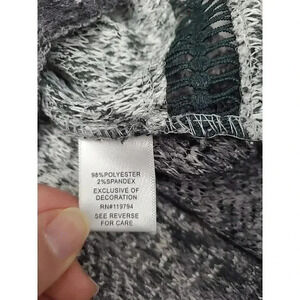 98%POLYESTER
2%SPANDEX
EXCLUSIVE OF
DECORATION
RN#119794
SEE REVERSE
FOR CARE